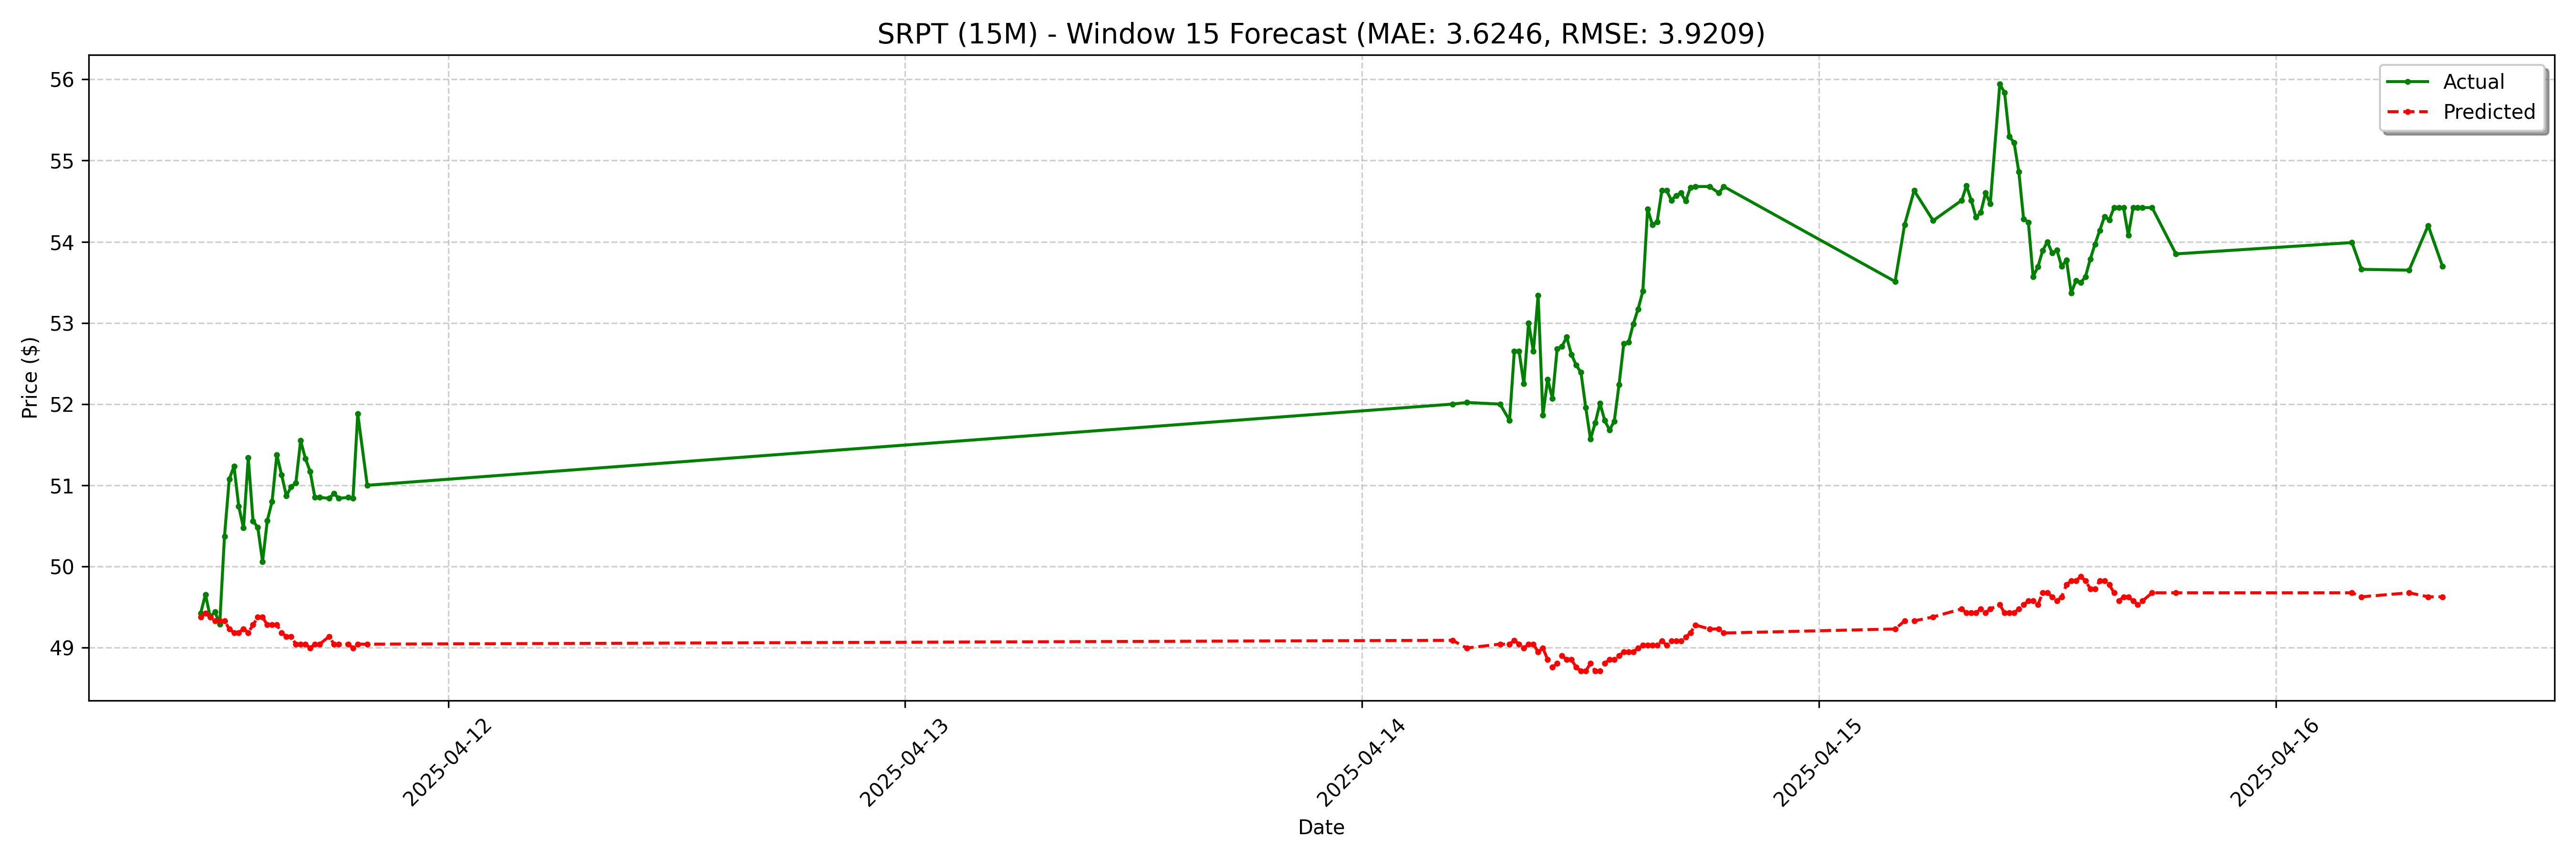 SRPT (15M) - Window 15 Forecast (MAE: 3.6246, RMSE: 3.9209)
Actual
Predicted
Price ($)
56
55
54
53
52
51
50
49
2025-04-12
2025-04-13
2025-04-14
2025-04-15
2025-04-16
Date